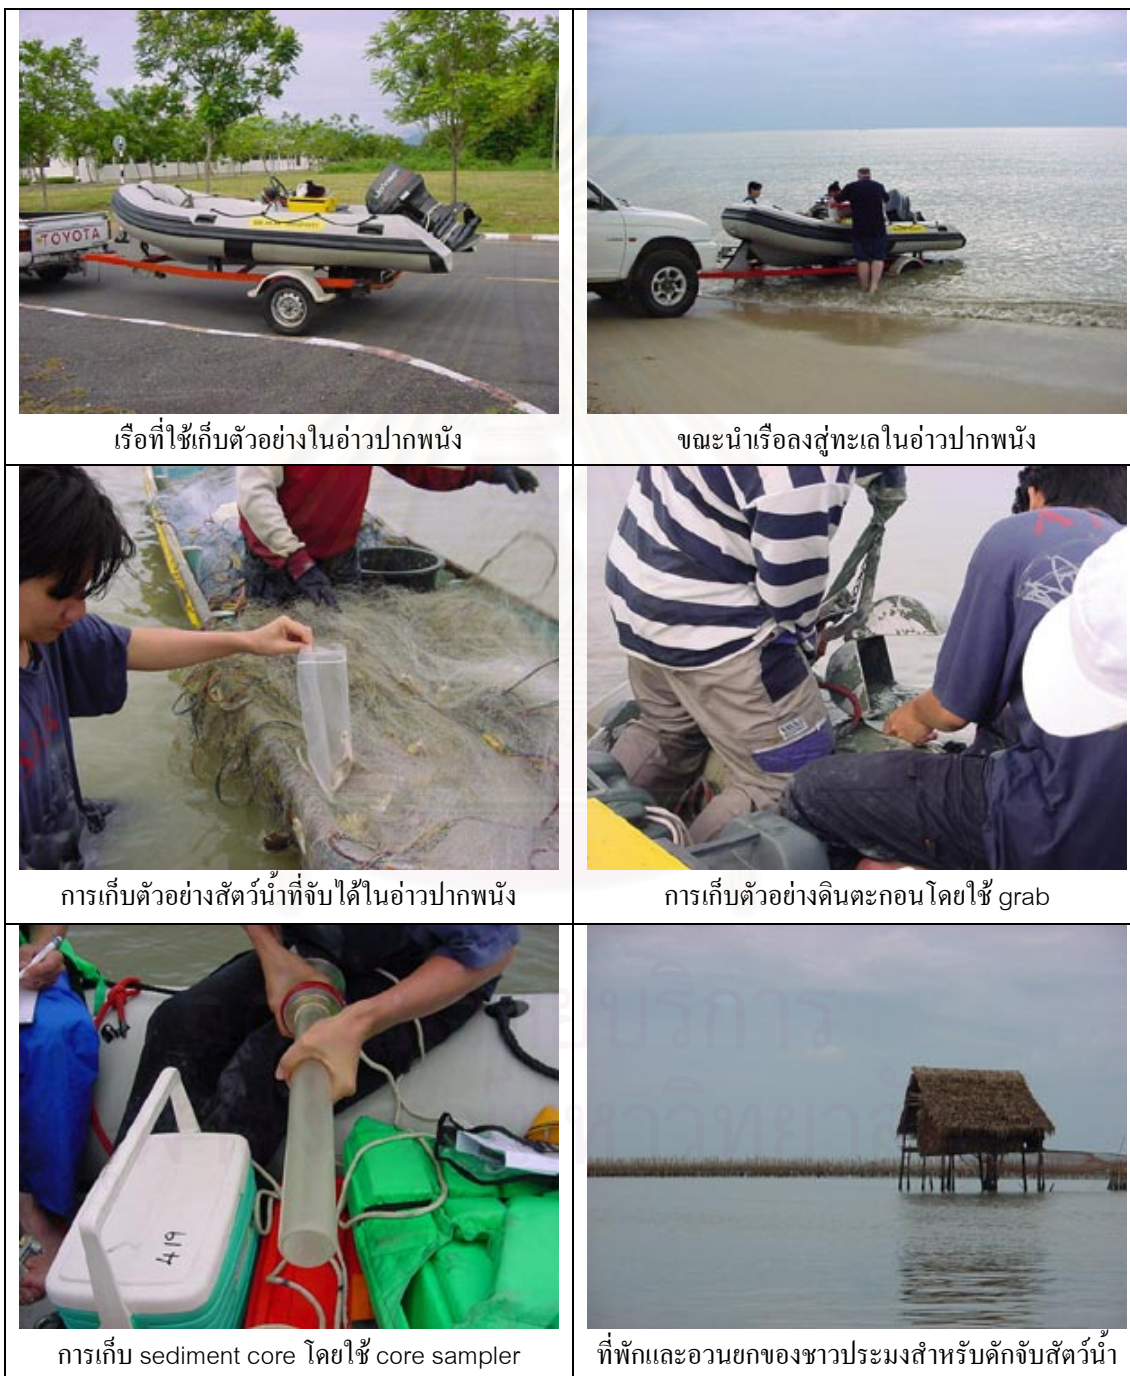 TOYOTA
เรือที่ใช้เก็บตัวอย่างในอ่าวปากพนัง
ขณะนำเรือลงสู่ทะเลในอ่าวปากพนัง
การเก็บตัวอย่างสัตว์น้ำที่จับได้ในอ่าวปากพนัง
การเก็บตัวอย่างดินตะกอนโดยใช้ grab
419
การเก็บ sediment core โดยใช้ core sampler
ที่พักและอวนยกของชาวประมงสำหรับดักจับสัตว์น้ำ